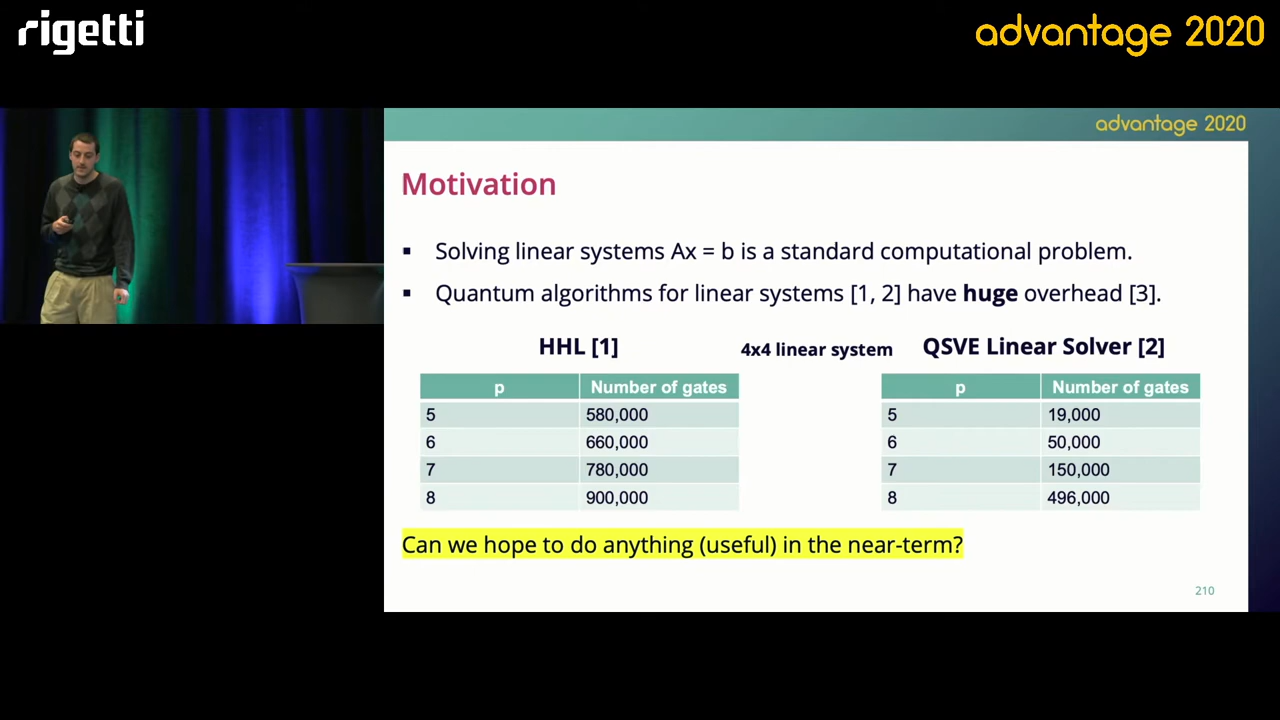 rigetti
advantage 2020
advantage 2020
Motivation
▪ Solving linear systems Ax = b is a standard computational problem.
▪ Quantum algorithms for linear systems [1, 2] have huge overhead [3].
HHL [1]
4x4 linear system
QSVE Linear Solver [2]
p Number of gates
5 580,000
6 660,000
7 780,000
8 900,000
p Number of gates
5 19,000
6 50,000
7 150,000
8 496,000
Can we hope to do anything (useful) in the near-term?
210